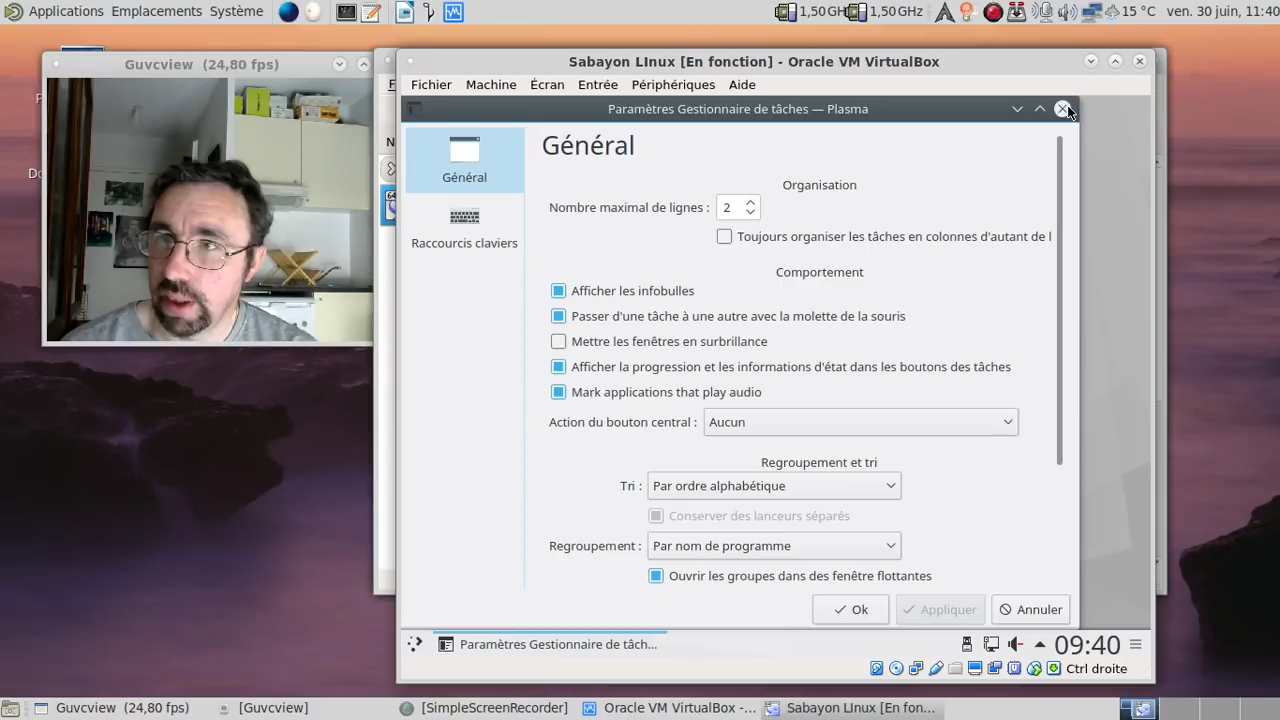 Applications Emplacements Système 1,50 GHz 1,50 GHz 15 °C ven. 30 juin, 11:40
Guvcview (24,80 fps)
Sabayon LInux [En fonction] - Oracle VM VirtualBox
Fichier Machine Écran Entrée Périphériques Aide
Paramètres Gestionnaire de tâches — Plasma
Général
Raccourcis claviers
Général
Organisation
Nombre maximal de lignes : 2
Toujours organiser les tâches en colonnes d'autant de l
Comportement
Afficher les infobulles
Passer d'une tâche à une autre avec la molette de la souris
Mettre les fenêtres en surbrillance
Afficher la progression et les informations d'état dans les boutons des tâches
Mark applications that play audio
Action du bouton central : Aucun
Regroupement et tri
Tri : Par ordre alphabétique
Conserver des lanceurs séparés
Regroupement : Par nom de programme
Ouvrir les groupes dans des fenêtre flottantes
Ok Appliquer Annuler
Paramètres Gestionnaire de tâch... 09:40
Ctrl droite
Guvcview (24,80 fps) [Guvcview] [SimpleScreenRecorder] Oracle VM VirtualBox -... Sabayon LInux [En fon...